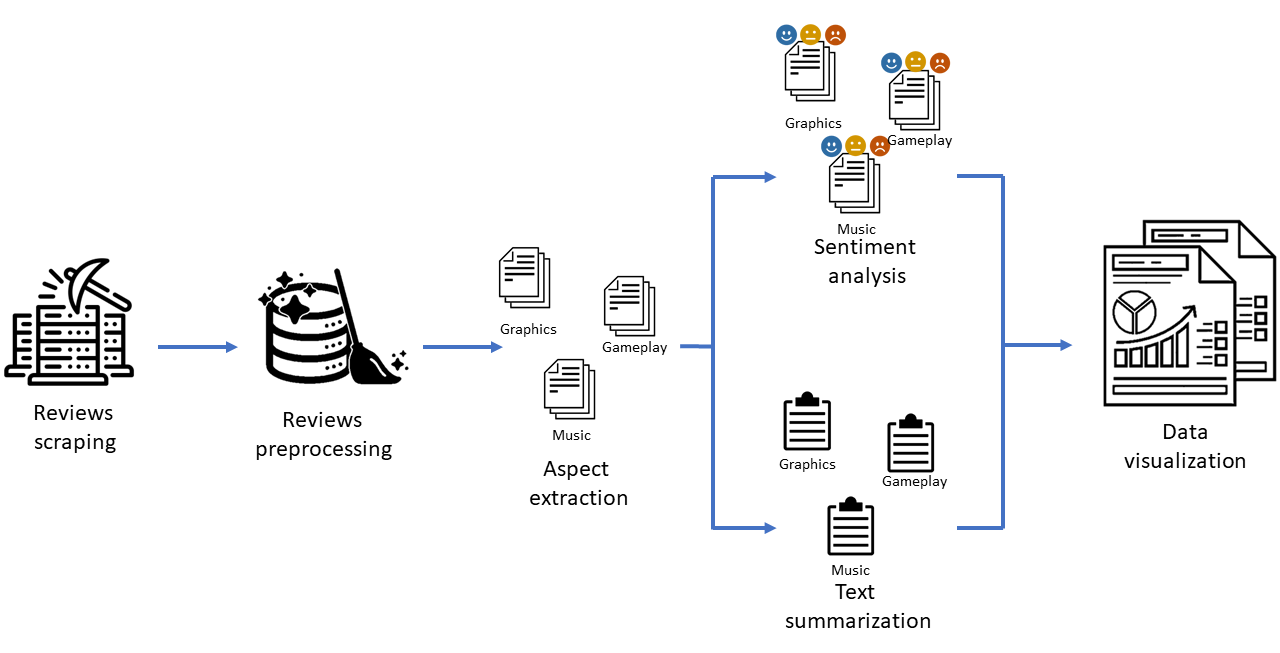 Reviews
scraping
Reviews
preprocessing
Graphics
Gameplay
Music
Aspect
extraction
Graphics
Gameplay
Music
Sentiment
analysis
Graphics
Gameplay
Music
Text
summarization
Data
visualization